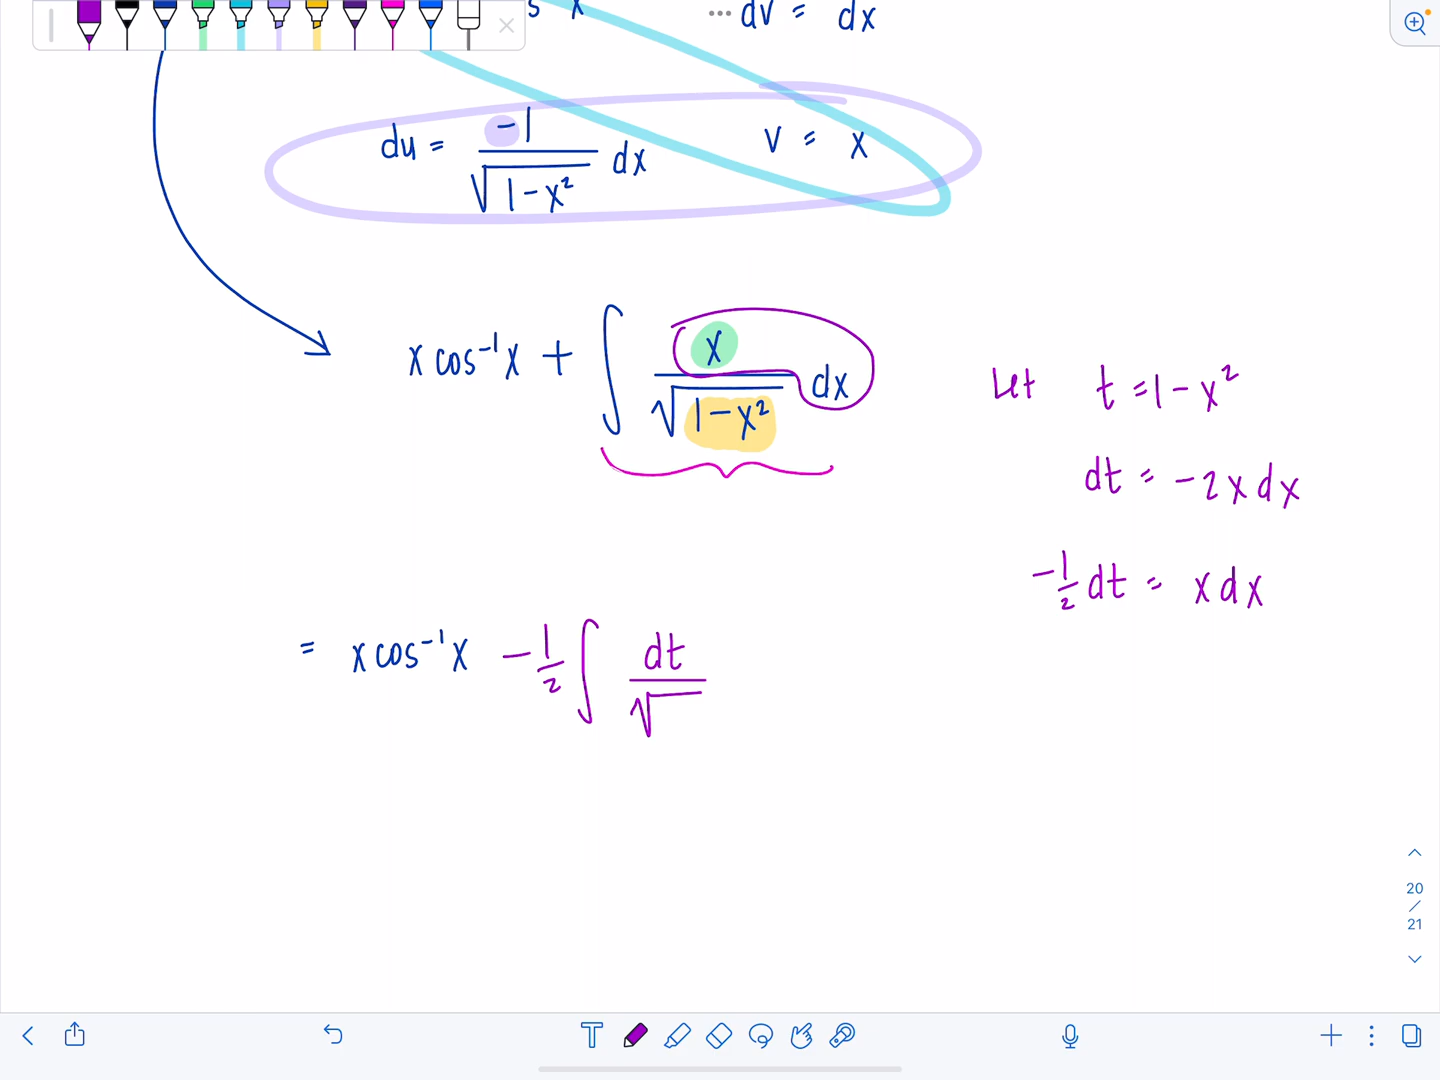 s x dv = dx
du = -1/√(1-x²) dx v = x
x cos⁻¹x + ∫ x/√(1-x²) dx
Let t = 1-x²
dt = -2x dx
-1/2 dt = x dx
= x cos⁻¹x -1/2 ∫ dt/√
20
/
21
T